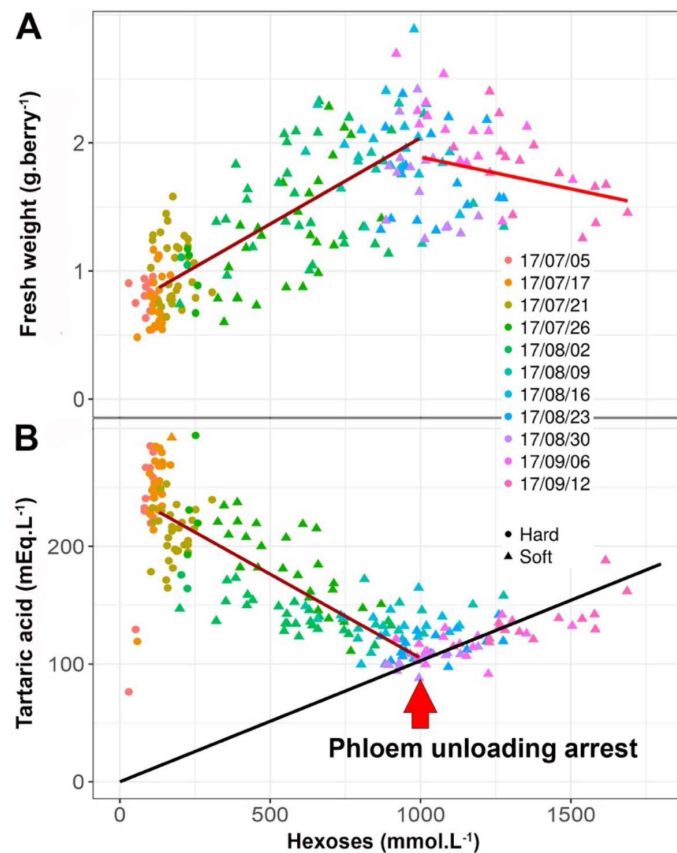 A
Fresh weight (g.berry⁻¹)
2
1
0
17/07/05
17/07/17
17/07/21
17/07/26
17/08/02
17/08/09
17/08/16
17/08/23
17/08/30
17/09/06
17/09/12
B
Tartaric acid (mEq.L⁻¹)
200
100
0
Hard
Soft
Phloem unloading arrest
0
500
1000
1500
Hexoses (mmol.L⁻¹)